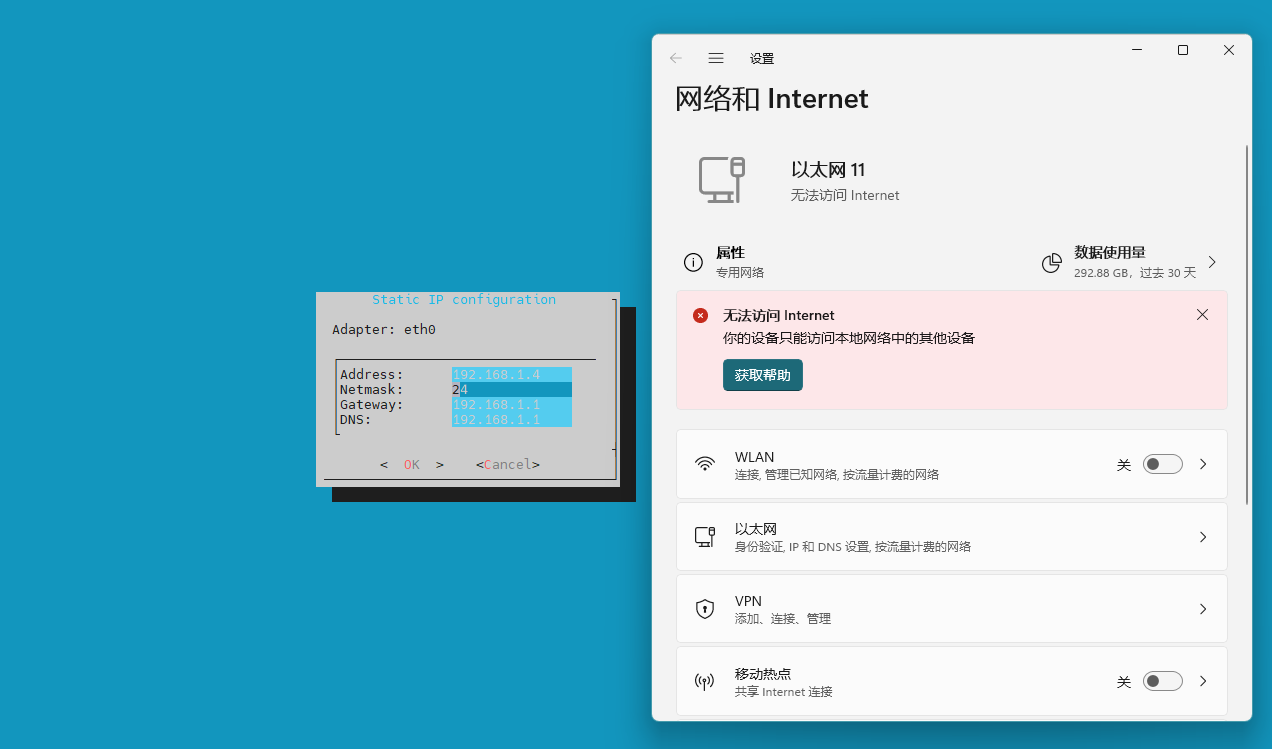 Static IP configuration
Adapter: eth0
Address: 192.168.1.4
Netmask: 24
Gateway: 192.168.1.1
DNS: 192.168.1.1
< OK > <Cancel>
设置
网络和 Internet
以太网 11
无法访问 Internet
属性
专用网络
数据使用量
292.88 GB，过去 30 天
无法访问 Internet
你的设备只能访问本地网络中的其他设备
获取帮助
WLAN
连接, 管理已知网络, 按流量计费的网络
关
以太网
身份验证, IP 和 DNS 设置, 按流量计费的网络
VPN
添加、连接、管理
移动热点
共享 Internet 连接
关